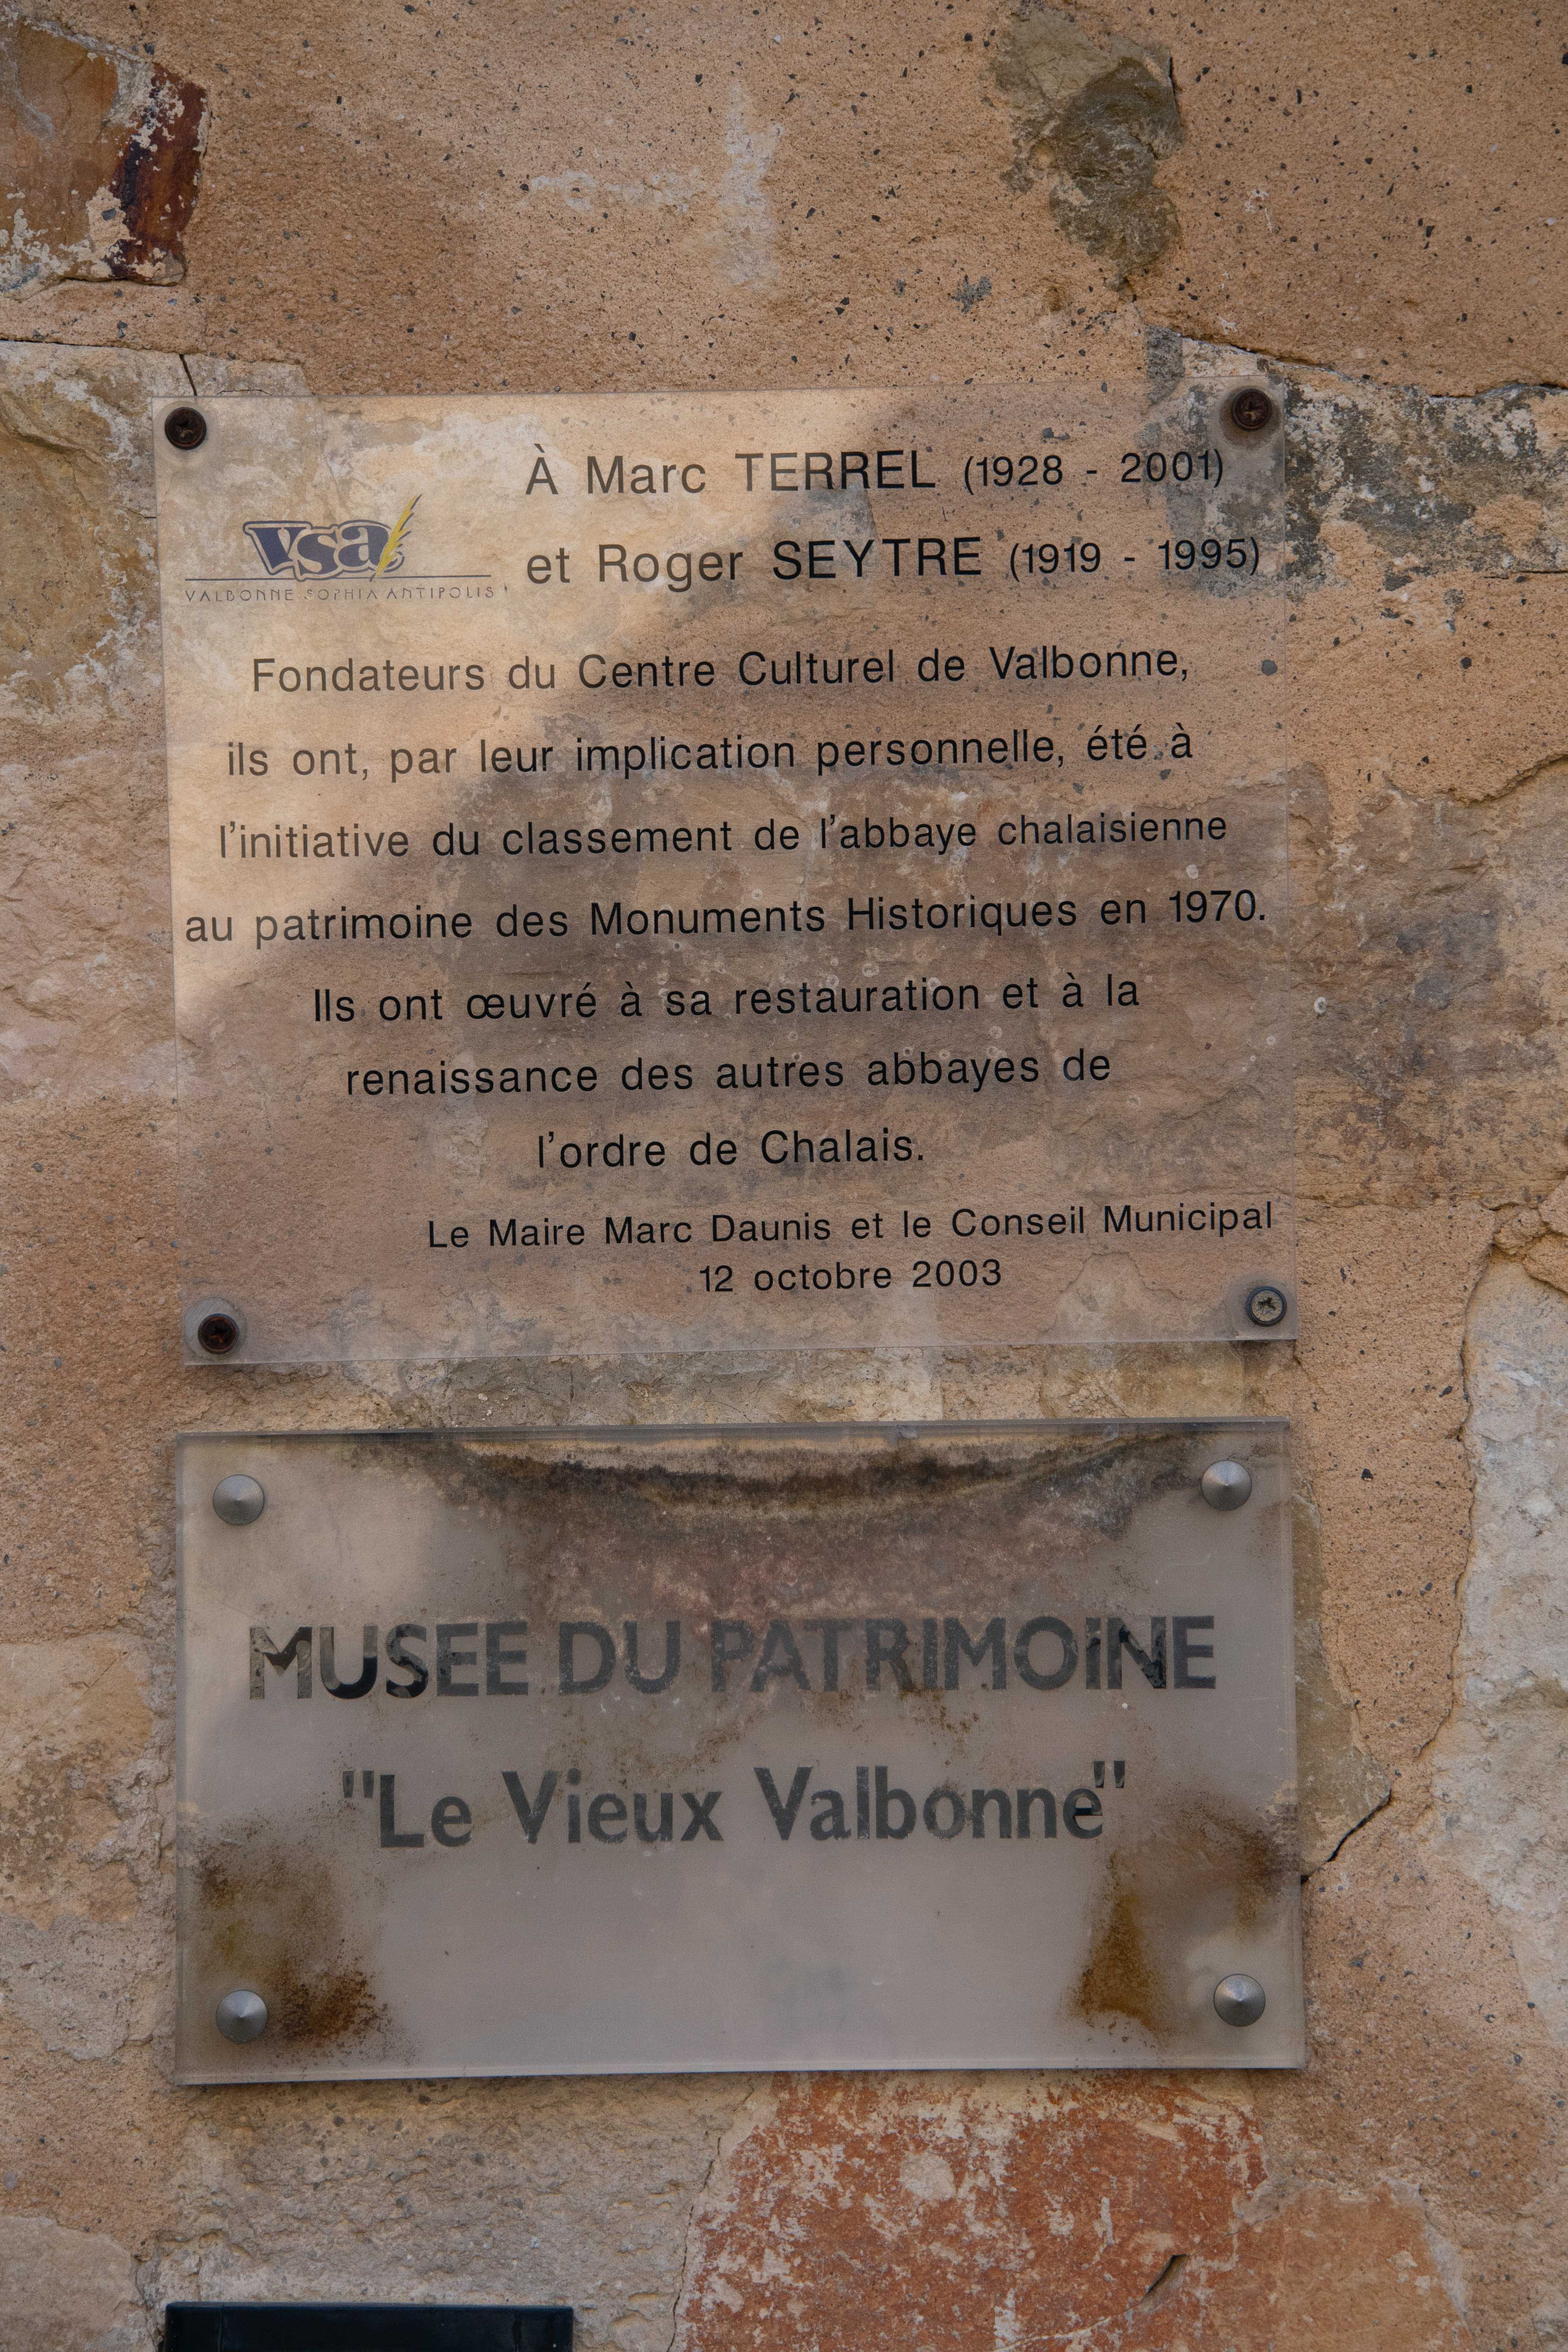 À Marc TERREL (1928 - 2001)
vsa
VALBONNE SOPHIA ANTIPOLIS
et Roger SEYTRE (1919 - 1995)
Fondateurs du Centre Culturel de Valbonne,
ils ont, par leur implication personnelle, été à
l'initiative du classement de l'abbaye chalaisienne
au patrimoine des Monuments Historiques en 1970.
Ils ont œuvré à sa restauration et à la
renaissance des autres abbayes de
l'ordre de Chalais.
Le Maire Marc Daunis et le Conseil Municipal
12 octobre 2003
MUSEE DU PATRIMOINE
"Le Vieux Valbonne"